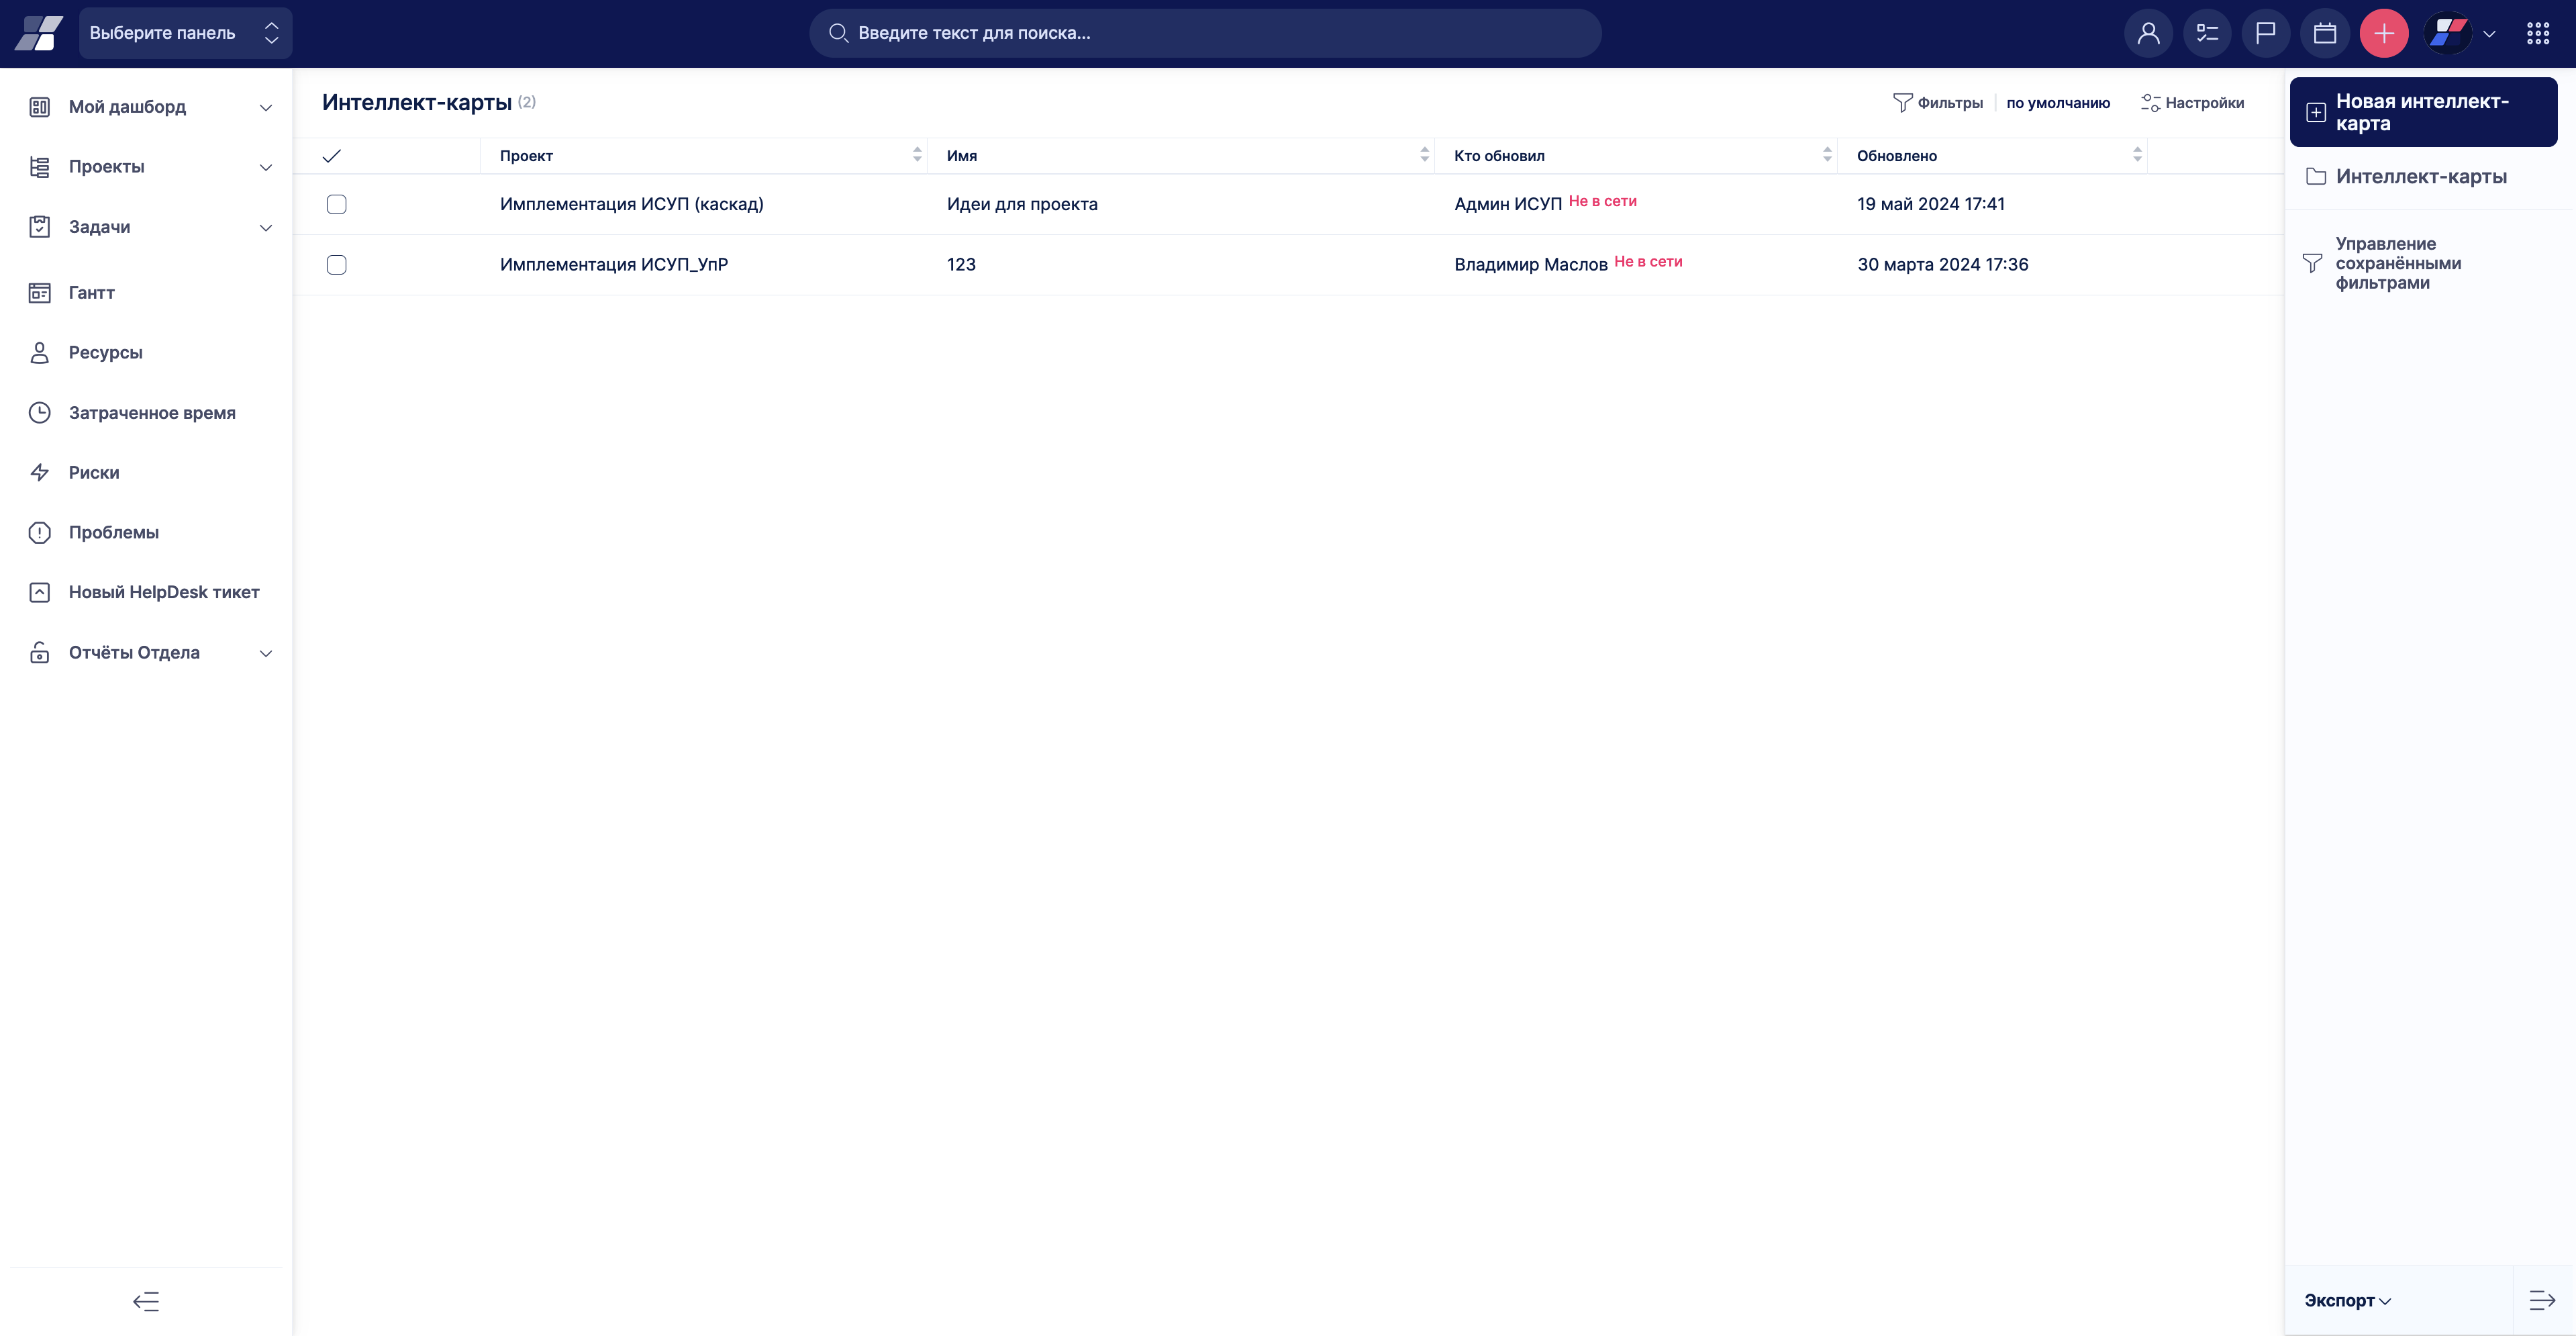 Выберите панель
Введите текст для поиска...
Мой дашборд
Проекты
Задачи
Гантт
Ресурсы
Затраченное время
Риски
Проблемы
Новый HelpDesk тикет
Отчёты Отдела
Интеллект-карты (2)
Фильтры
по умолчанию
Настройки
Проект Имя Кто обновил Обновлено
Имплементация ИСУП (каскад) Идеи для проекта Админ ИСУП Не в сети 19 май 2024 17:41
Имплементация ИСУП_УпР 123 Владимир Маслов Не в сети 30 марта 2024 17:36
Новая интеллект-
карта
Интеллект-карты
Управление
сохранёнными
фильтрами
Экспорт